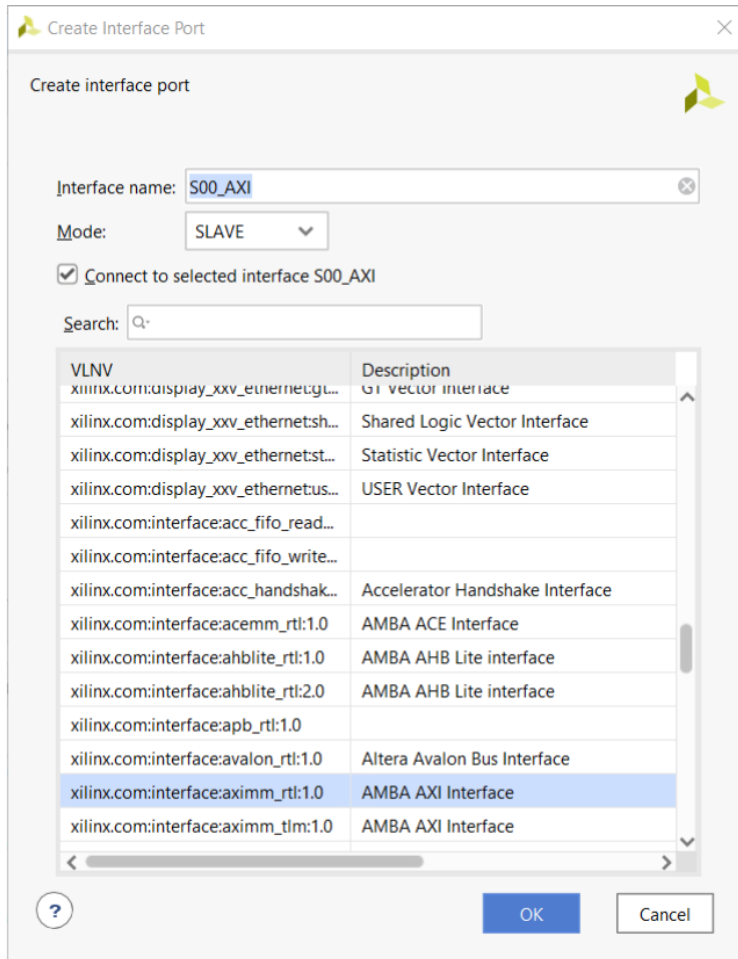 Create Interface Port
Create interface port
Interface name: S00_AXI
Mode: SLAVE
Connect to selected interface S00_AXI
Search:
VLNV Description
xilinx.com:display_xxv_ethernet:gt... GT Vector Interface
xilinx.com:display_xxv_ethernet:sh... Shared Logic Vector Interface
xilinx.com:display_xxv_ethernet:st... Statistic Vector Interface
xilinx.com:display_xxv_ethernet:us... USER Vector Interface
xilinx.com:interface:acc_fifo_read...
xilinx.com:interface:acc_fifo_write...
xilinx.com:interface:acc_handshak... Accelerator Handshake Interface
xilinx.com:interface:acemm_rtl:1.0 AMBA ACE Interface
xilinx.com:interface:ahblite_rtl:1.0 AMBA AHB Lite interface
xilinx.com:interface:ahblite_rtl:2.0 AMBA AHB Lite interface
xilinx.com:interface:apb_rtl:1.0
xilinx.com:interface:avalon_rtl:1.0 Altera Avalon Bus Interface
xilinx.com:interface:aximm_rtl:1.0 AMBA AXI Interface
xilinx.com:interface:aximm_tlm:1.0 AMBA AXI Interface
? OK Cancel